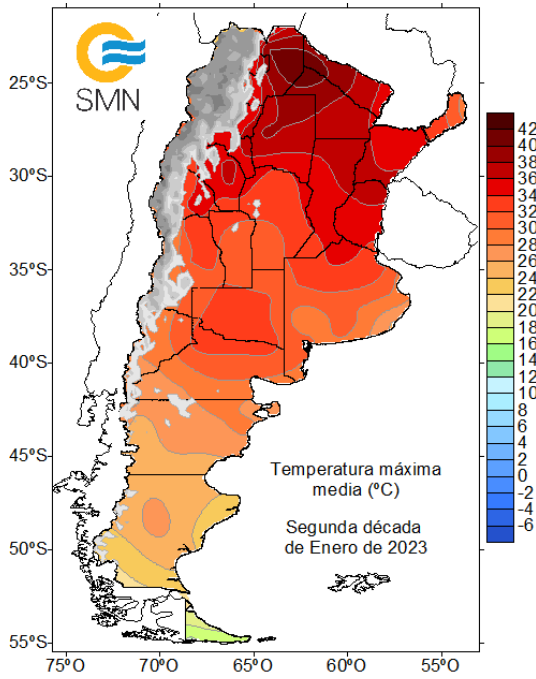 SMN
25°S
30°S
35°S
40°S
45°S
50°S
55°S
75°O
70°O
65°O
60°O
55°O
Temperatura máxima
media (ºC)
Segunda década
de Enero de 2023
42
40
38
36
34
32
30
28
26
24
22
20
18
16
14
12
10
8
6
4
2
0
-2
-4
-6